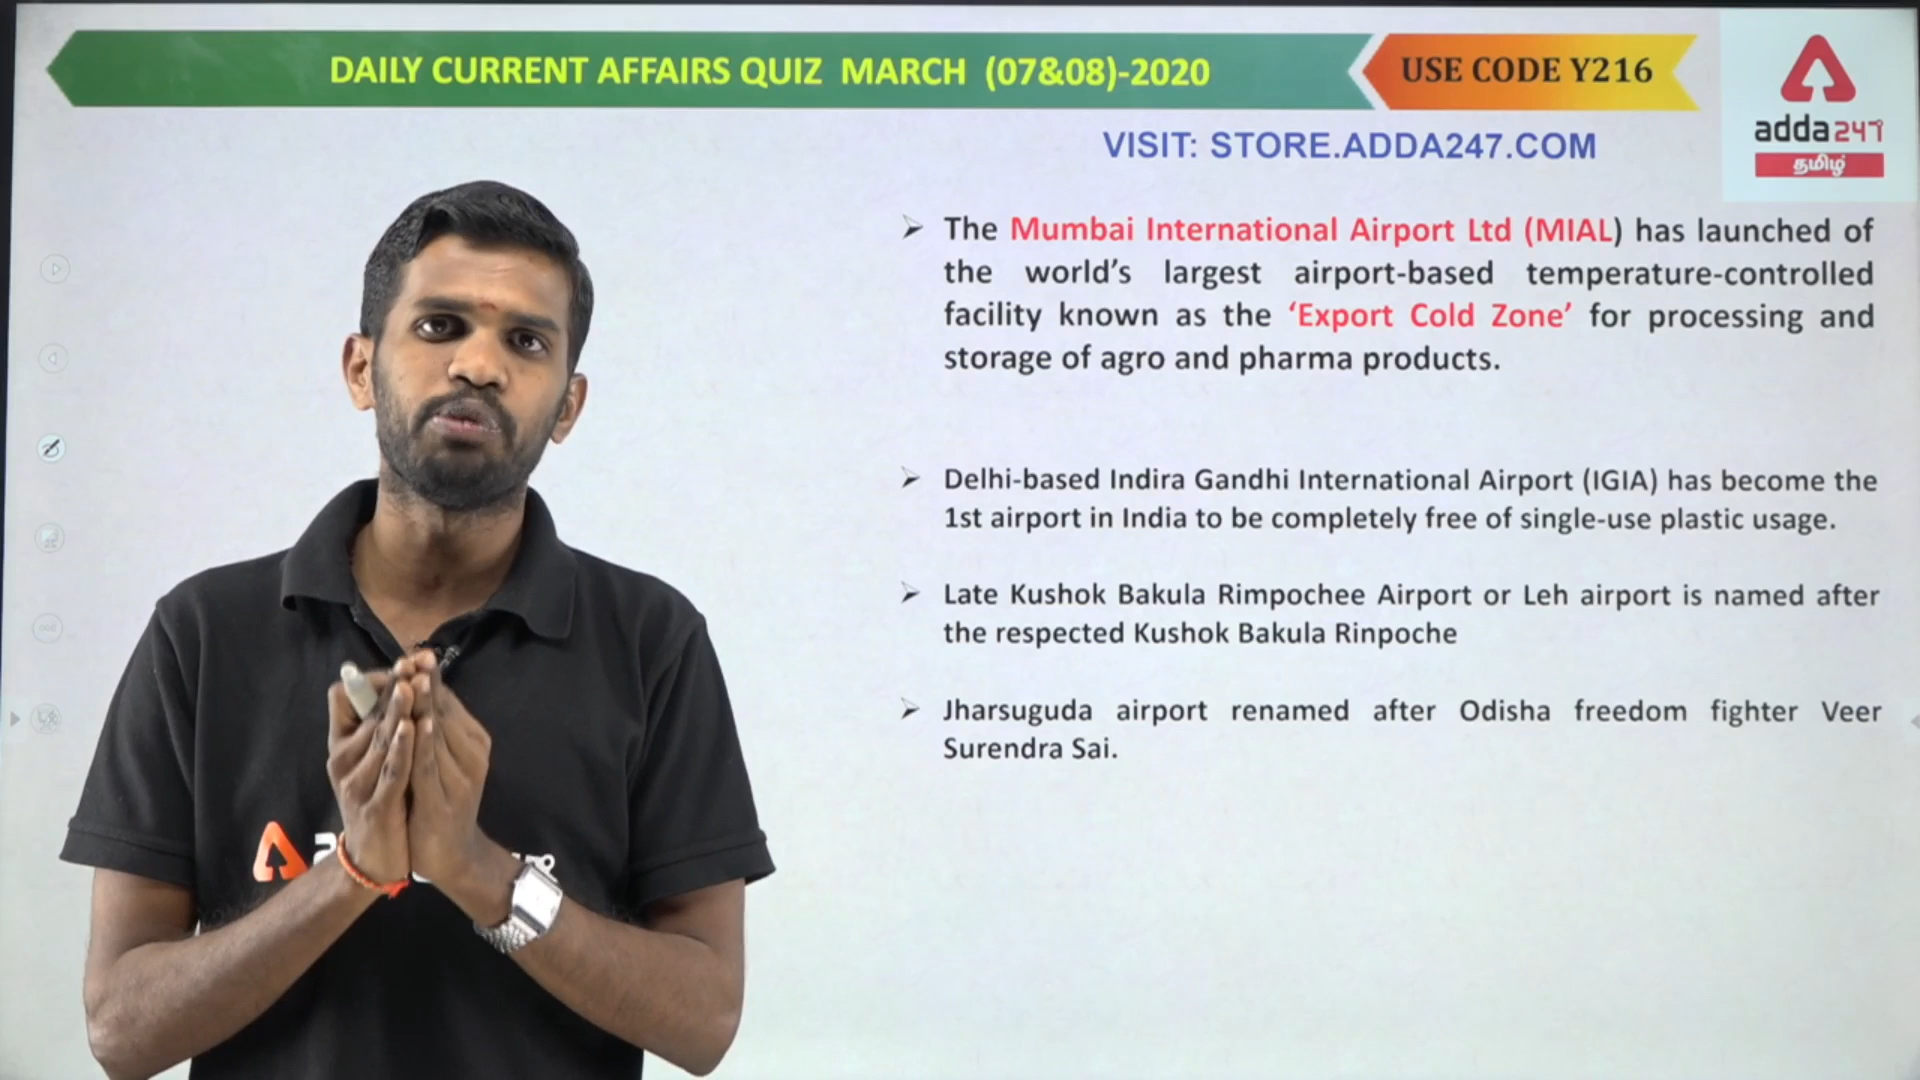 DAILY CURRENT AFFAIRS QUIZ MARCH (07&08)-2020
USE CODE Y216
adda247
தமிழ்
VISIT: STORE.ADDA247.COM
➢ The Mumbai International Airport Ltd (MIAL) has launched of
the world's largest airport-based temperature-controlled
facility known as the ‘Export Cold Zone’ for processing and
storage of agro and pharma products.
➢ Delhi-based Indira Gandhi International Airport (IGIA) has become the
1st airport in India to be completely free of single-use plastic usage.
➢ Late Kushok Bakula Rimpochee Airport or Leh airport is named after
the respected Kushok Bakula Rinpoche
➢ Jharsuguda airport renamed after Odisha freedom fighter Veer
Surendra Sai.